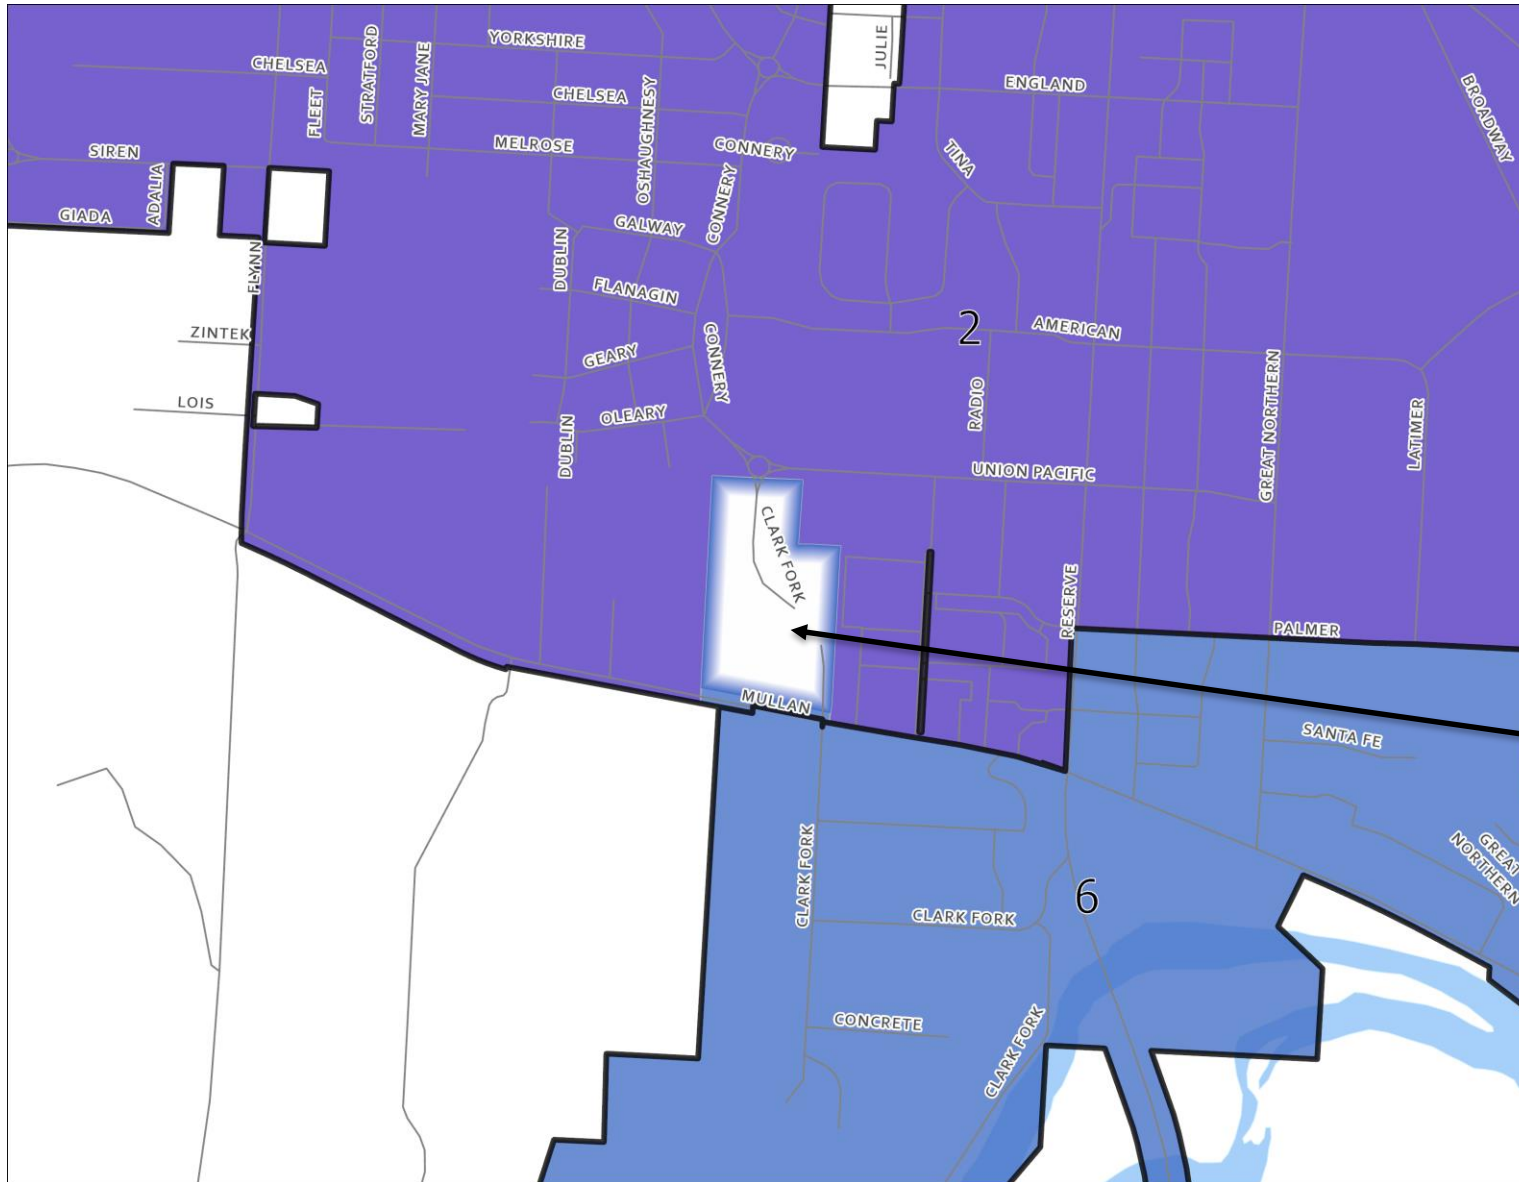 JULIE
YORKSHIRE
STRATFORD
CHELSEA
MARY JANE
FLEET
CHELSEA
ENGLAND
OSHAUGHNESY
BROADWAY
MELROSE
CONNERY
SIREN
TINA
ADALIA
CONNERY
GIADA
GALWAY
FLYNN
DUBLIN
FLANAGIN
ZINTEK
2
AMERICAN
CONNERY
GEARY
RADIO
GREAT NORTHERN
LOIS
OLEARY
LATIMER
DUBLIN
UNION PACIFIC
CLARK FORK
RESERVE
PALMER
MULLAN
SANTA FE
CLARK FORK
GREAT
NORTHERN
6
CLARK FORK
CONCRETE
CLARK FORK